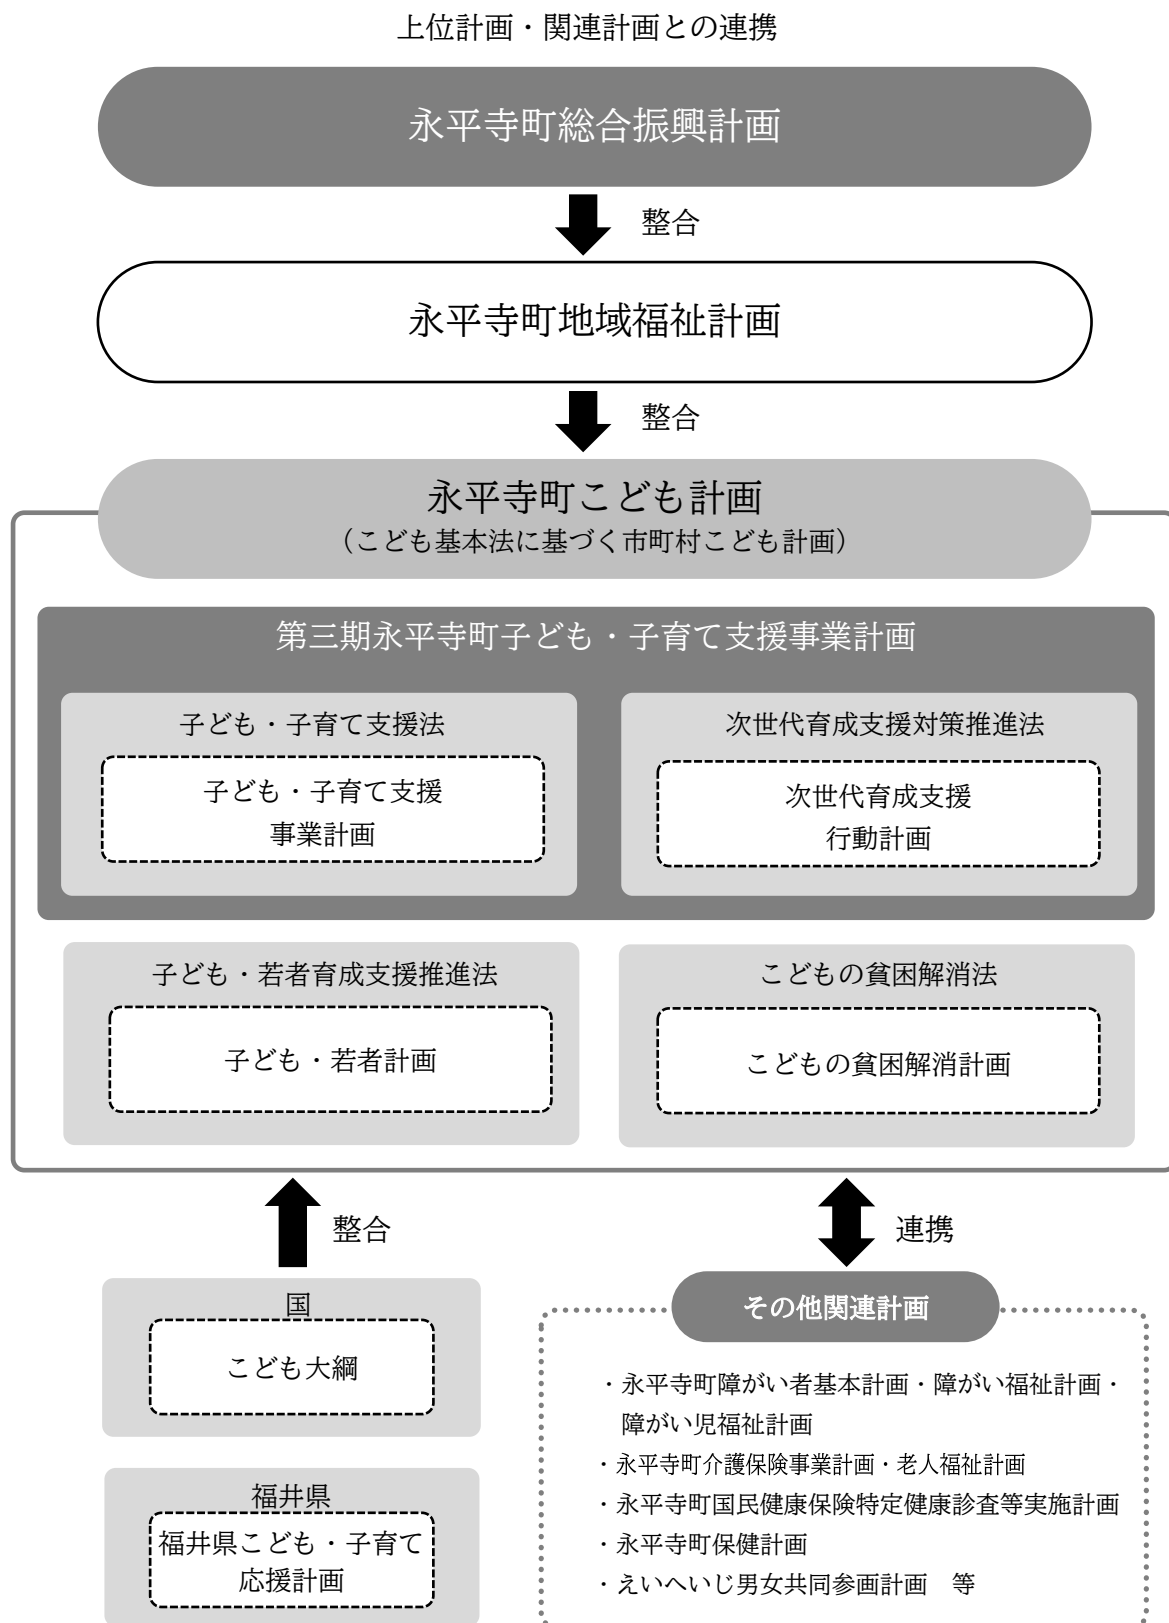 上位計画・関連計画との連携
永平寺町総合振興計画
整合
永平寺町地域福祉計画
整合
永平寺町こども計画
（こども基本法に基づく市町村こども計画）
第三期永平寺町子ども・子育て支援事業計画
子ども・子育て支援法
子ども・子育て支援
事業計画
次世代育成支援対策推進法
次世代育成支援
行動計画
子ども・若者育成支援推進法
子ども・若者計画
こどもの貧困解消法
こどもの貧困解消計画
整合
連携
国
こども大綱
福井県
福井県こども・子育て
応援計画
その他関連計画
・永平寺町障がい者基本計画・障がい福祉計画・
障がい児福祉計画
・永平寺町介護保険事業計画・老人福祉計画
・永平寺町国民健康保険特定健康診査等実施計画
・永平寺町保健計画
・えいへいじ男女共同参画計画　等